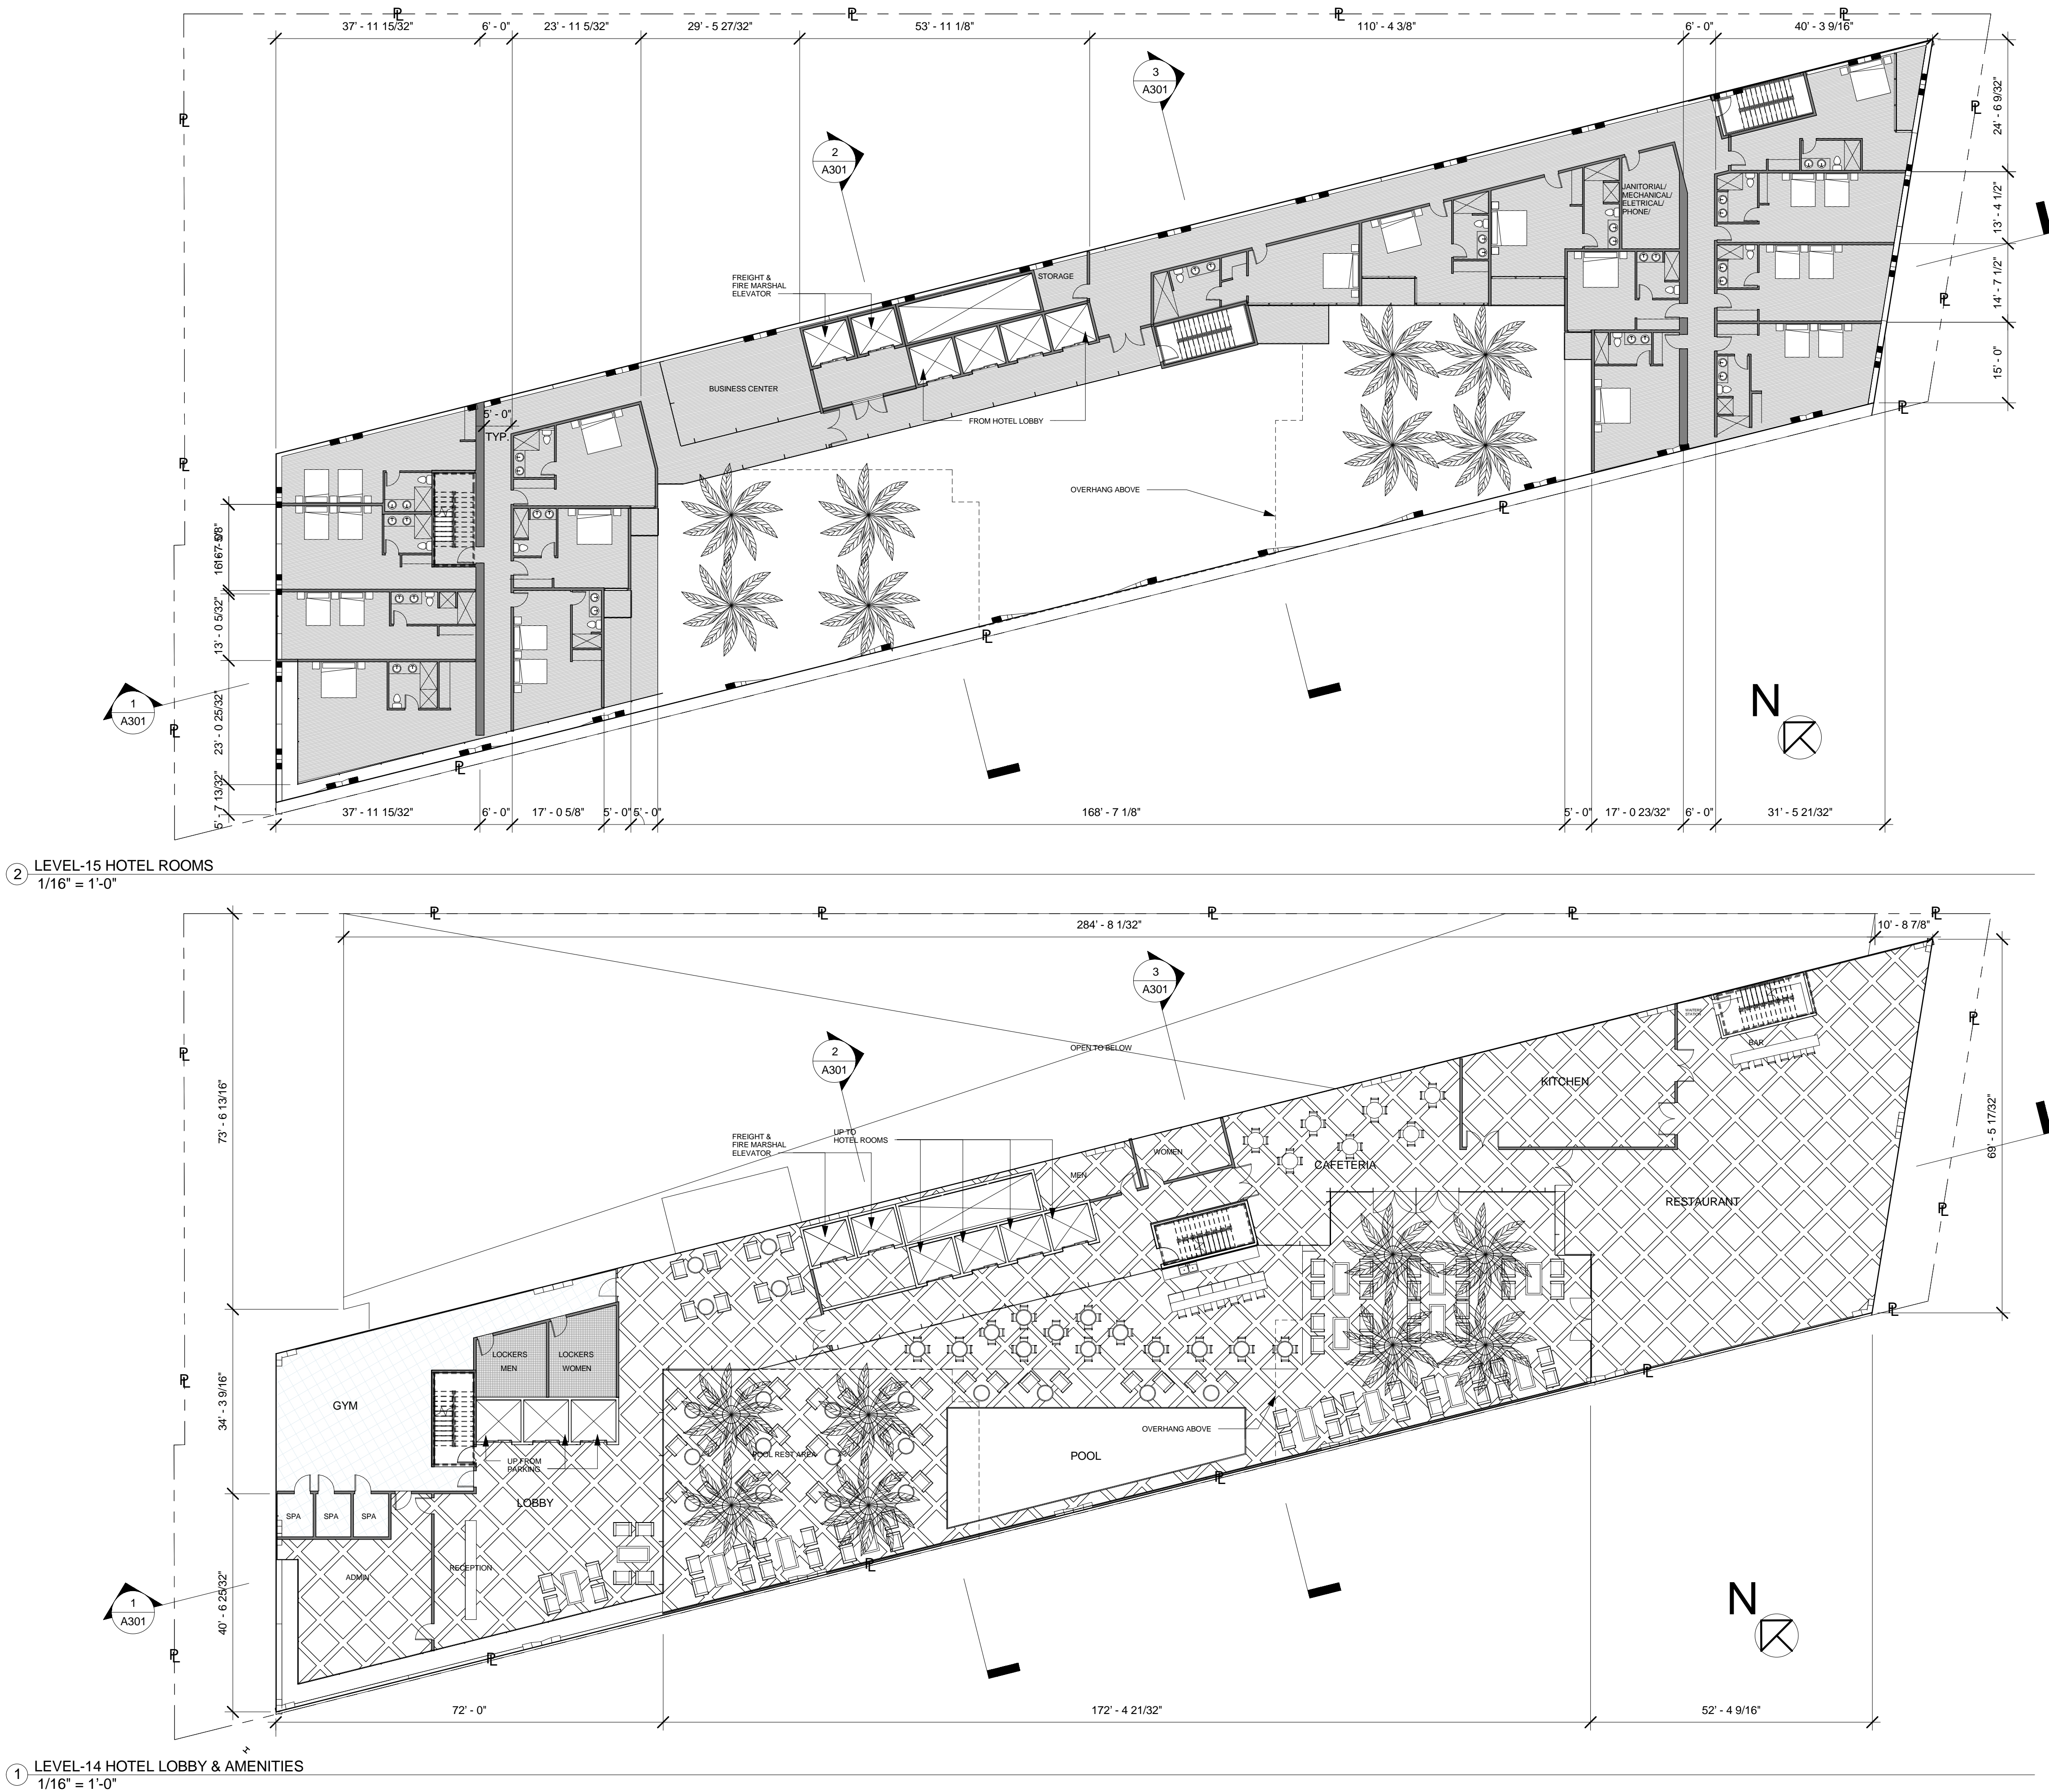 37' - 11 15/32"
6' - 0"
23' - 11 5/32"
29' - 5 27/32"
53' - 11 1/8"
110' - 4 3/8"
6' - 0"
40' - 3 9/16"
3
A301
2
A301
24' - 6 9/32"
13' - 4 1/2"
14' - 7 1/2"
15' - 0"
JANITORIAL/
MECHANICAL/
ELETRICAL/
PHONE/
FREIGHT &
FIRE MARSHAL
ELEVATOR
STORAGE
BUSINESS CENTER
FROM HOTEL LOBBY
5' - 0"
TYP.
OVERHANG ABOVE
13' - 0 5/32"
23' - 0 25/32"
5' - 7 13/32"
1
A301
N
37' - 11 15/32"
6' - 0"
17' - 0 5/8"
5' - 0"
5' - 0"
168' - 7 1/8"
5' - 0"
17' - 0 23/32"
6' - 0"
31' - 5 21/32"
2
LEVEL-15 HOTEL ROOMS
1/16" = 1'-0"
284' - 8 1/32"
10' - 8 7/8"
3
A301
2
A301
OPEN TO BELOW
73' - 6 13/16"
34' - 3 9/16"
40' - 6 25/32"
69' - 5 17/32"
WAITERS
STATION
BAR
KITCHEN
FREIGHT &
FIRE MARSHAL
ELEVATOR
UP TO
HOTEL ROOMS
MEN
WOMEN
CAFETERIA
RESTAURANT
LOCKERS
MEN
LOCKERS
WOMEN
GYM
UP FROM
PARKING
OVERHANG ABOVE
POOL REST AREA
POOL
LOBBY
SPA
SPA
SPA
ADMIN
RECEPTION
1
A301
N
72' - 0"
172' - 4 21/32"
52' - 4 9/16"
1
LEVEL-14 HOTEL LOBBY & AMENITIES
1/16" = 1'-0"